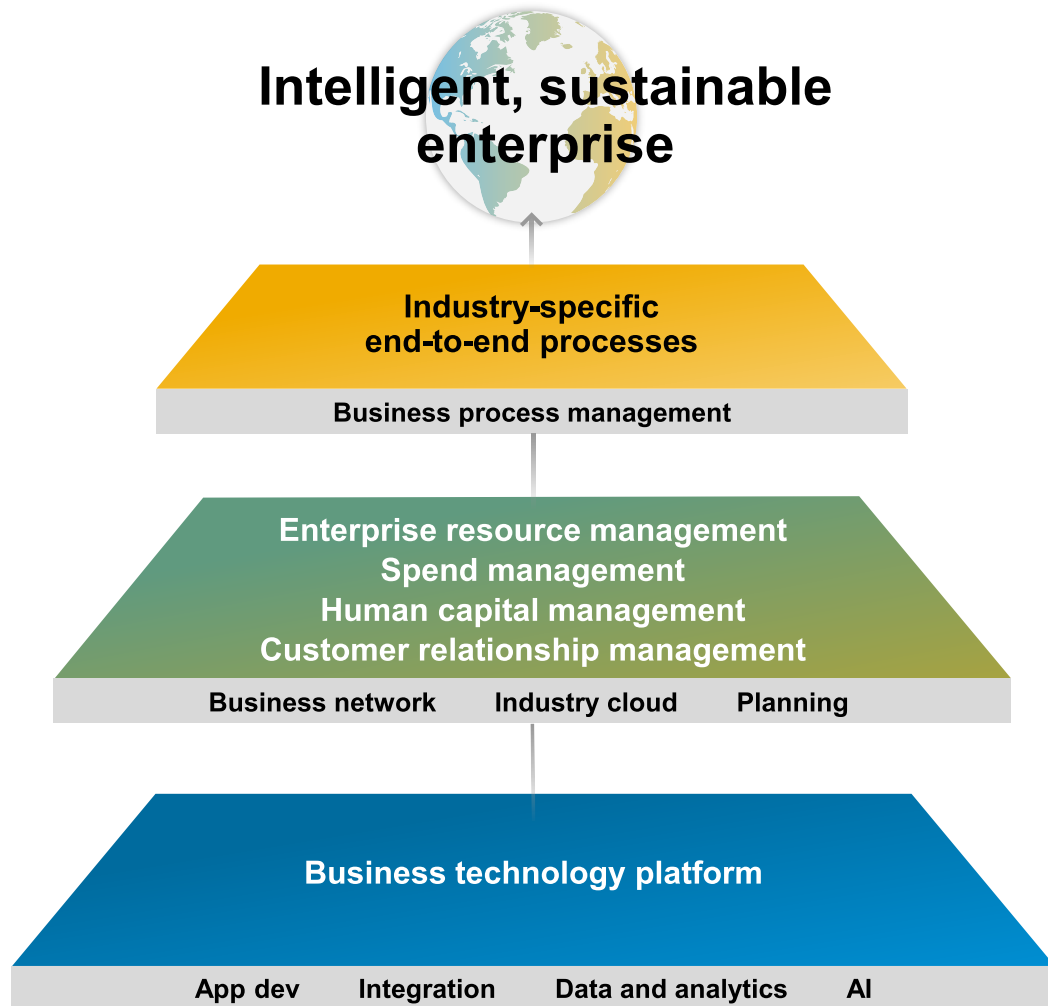 Intelligent, sustainable
enterprise
Industry-specific
end-to-end processes
Business process management
Enterprise resource management
Spend management
Human capital management
Customer relationship management
Business network Industry cloud Planning
Business technology platform
App dev Integration Data and analytics AI